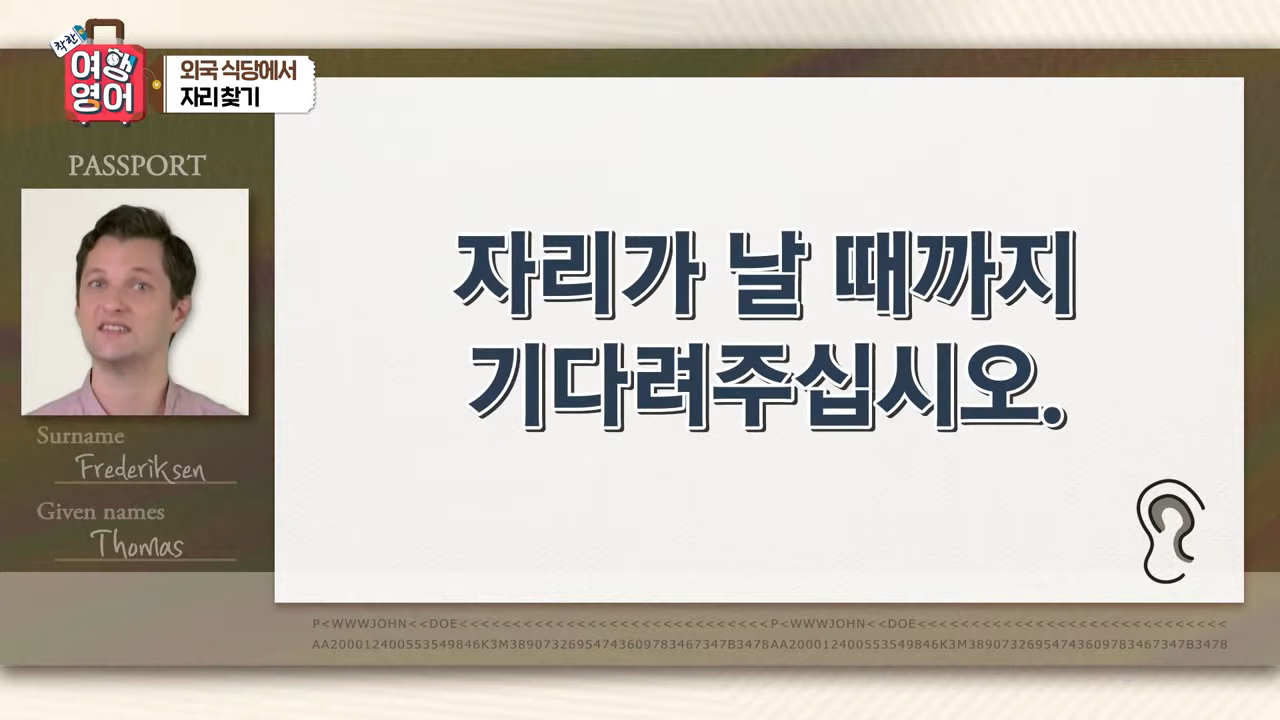 착한
여행
영어
외국 식당에서
자리 찾기
PASSPORT
Surname
Frederiksen
Given names
Thomas
자리가 날 때까지
기다려주십시오.
P<WWWJOHN<<DOE<<<<<<<<<<<<<<<<<<<<<<<<<<<P<WWWJOHN<<DOE<<<<<<<<<<<<<<<<<<<<<<<<<<<
AA200012400553549846K3M38907326954743609783467347B3478AA200012400553549846K3M38907326954743609783467347B3478